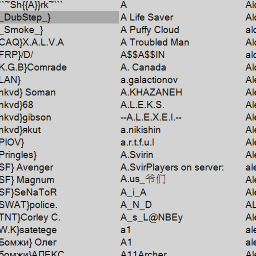 ``~Sh{{A}}rk~``` A Alc
_DubStep_} A Life Saver Al
_Smoke_} A Puffy Cloud Al
CAQ}X.A.L.V.A A Troubled Man Al
FRP}/D/ A$$A$$IN Al
K.G.B}Comrade A. Canada Al
LAN} a.galactionov Al
nkvd} Soman A.KHAZANEH Al
nkvd}68 A.L.E.K.S. Al
nkvd}gibson --A.L.E.X.E.I.-- Al
nkvd}kut a.nikishin Al
PIOV} a.r.t.f.u.l Al
Pringles} A.Svirin Al
SF} Avenger A.SvirPlayers on server: Al
SF} Magnum A.us_爷们 Al
SF}SeNaToR A_i_A Al
SWAT}police. A_N_D AL
TNT}Corley C. A_s_L@NBEy Al
W.K}satetege a1 Al
Бомжи} Олег A1 Al
бомжи}АЛЕКС A11Archer Al